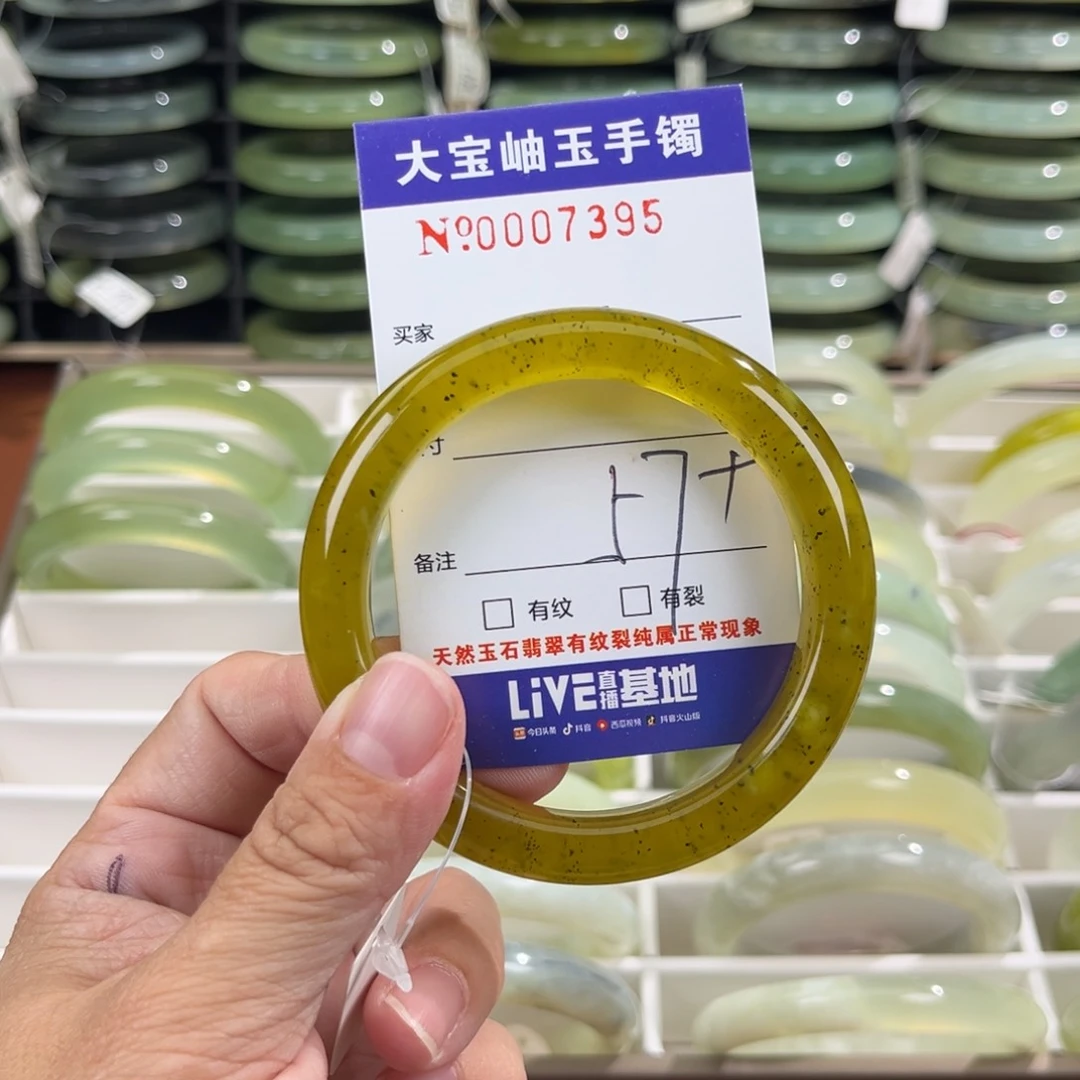 大宝岫玉手镯
Nº0007395
买家
寸
57+
备注
□ 有纹 □ 有裂
天然玉石翡翠有纹裂纯属正常现象
LiVE直播基地
今日头条 抖音 西瓜视频 抖音火山版